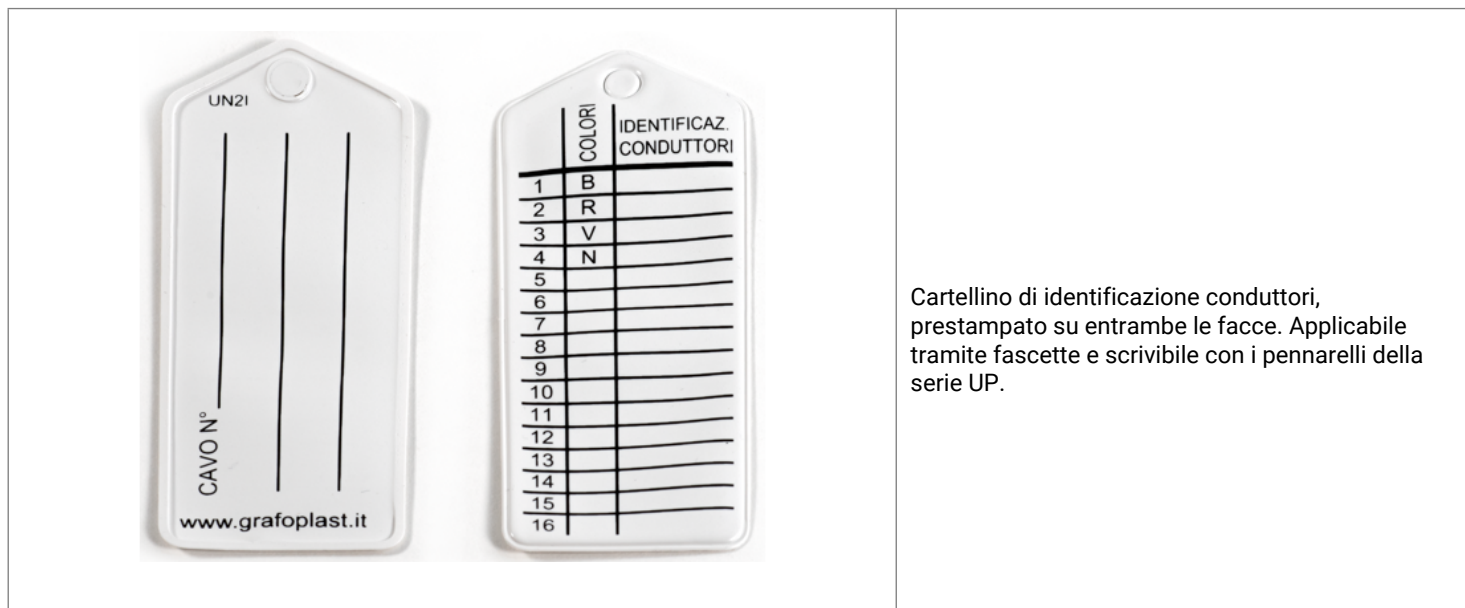 UN2I
CAVO N°
www.grafoplast.it
COLORI
IDENTIFICAZ.
CONDUTTORI
1 B
2 R
3 V
4 N
5
6
7
8
9
10
11
12
13
14
15
16
Cartellino di identificazione conduttori,
prestampato su entrambe le facce. Applicabile
tramite fascette e scrivibile con i pennarelli della
serie UP.